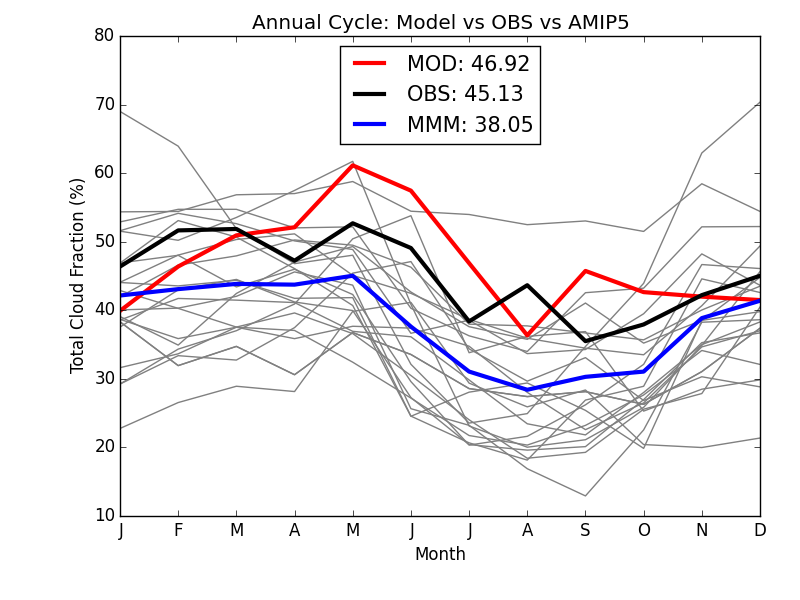 Annual Cycle: Model vs OBS vs AMIP5
80
70
60
50
40
30
20
10
Total Cloud Fraction (%)
MOD: 46.92
OBS: 45.13
MMM: 38.05
J F M A M J J A S O N D
Month